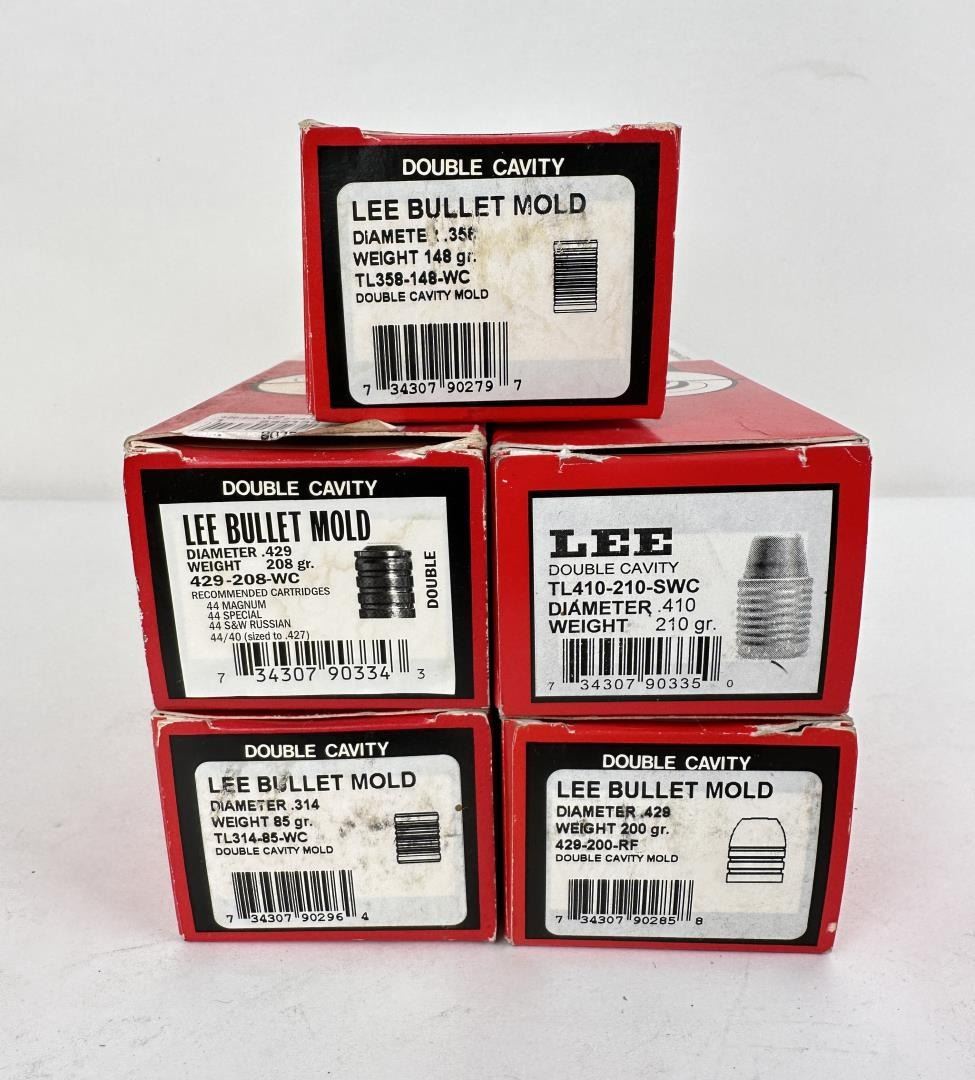 DOUBLE CAVITY
LEE BULLET MOLD
DIAMETER .358
WEIGHT 148 gr.
TL358-148-WC
DOUBLE CAVITY MOLD
7 34307 90279 7
DOUBLE CAVITY
LEE BULLET MOLD
DIAMETER .429
WEIGHT 208 gr.
429-208-WC
RECOMMENDED CARTRIDGES
44 MAGNUM
44 SPECIAL
44 S&W RUSSIAN
44/40 (sized to .427)
DOUBLE
7 34307 90334 3
LEE
DOUBLE CAVITY
TL410-210-SWC
DIAMETER .410
WEIGHT 210 gr.
7 34307 90335 0
DOUBLE CAVITY
LEE BULLET MOLD
DIAMETER .314
WEIGHT 85 gr.
TL314-85-WC
DOUBLE CAVITY MOLD
7 34307 90296 4
DOUBLE CAVITY
LEE BULLET MOLD
DIAMETER .429
WEIGHT 200 gr.
429-200-RF
DOUBLE CAVITY MOLD
7 34307 90285 8